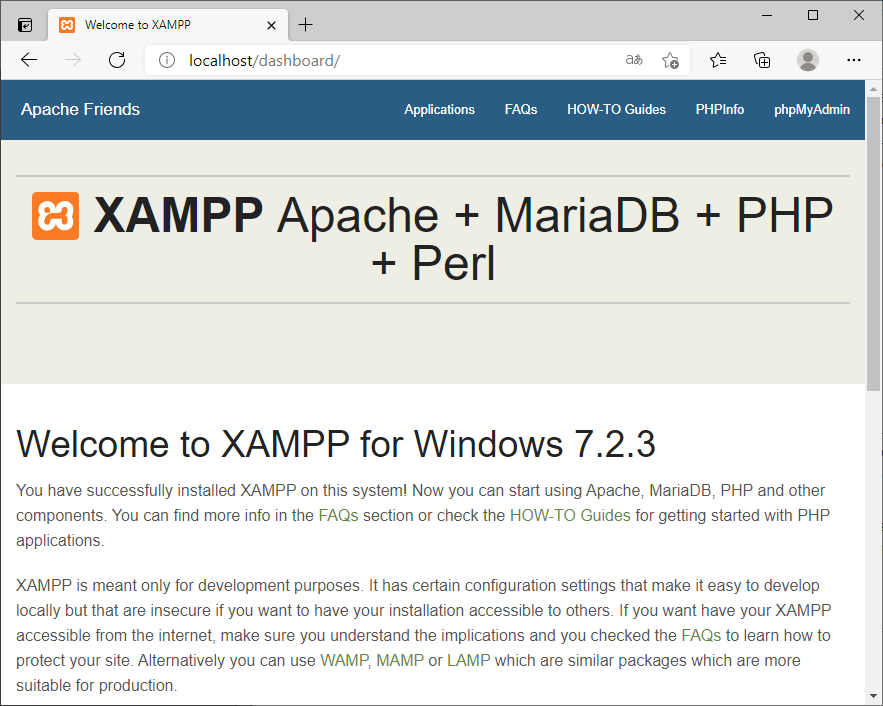 Welcome to XAMPP
localhost/dashboard/
aあ
Apache Friends
Applications
FAQs
HOW-TO Guides
PHPInfo
phpMyAdmin
XAMPP Apache + MariaDB + PHP
+ Perl
Welcome to XAMPP for Windows 7.2.3
You have successfully installed XAMPP on this system! Now you can start using Apache, MariaDB, PHP and other
components. You can find more info in the FAQs section or check the HOW-TO Guides for getting started with PHP
applications.
XAMPP is meant only for development purposes. It has certain configuration settings that make it easy to develop
locally but that are insecure if you want to have your installation accessible to others. If you want have your XAMPP
accessible from the internet, make sure you understand the implications and you checked the FAQs to learn how to
protect your site. Alternatively you can use WAMP, MAMP or LAMP which are similar packages which are more
suitable for production.